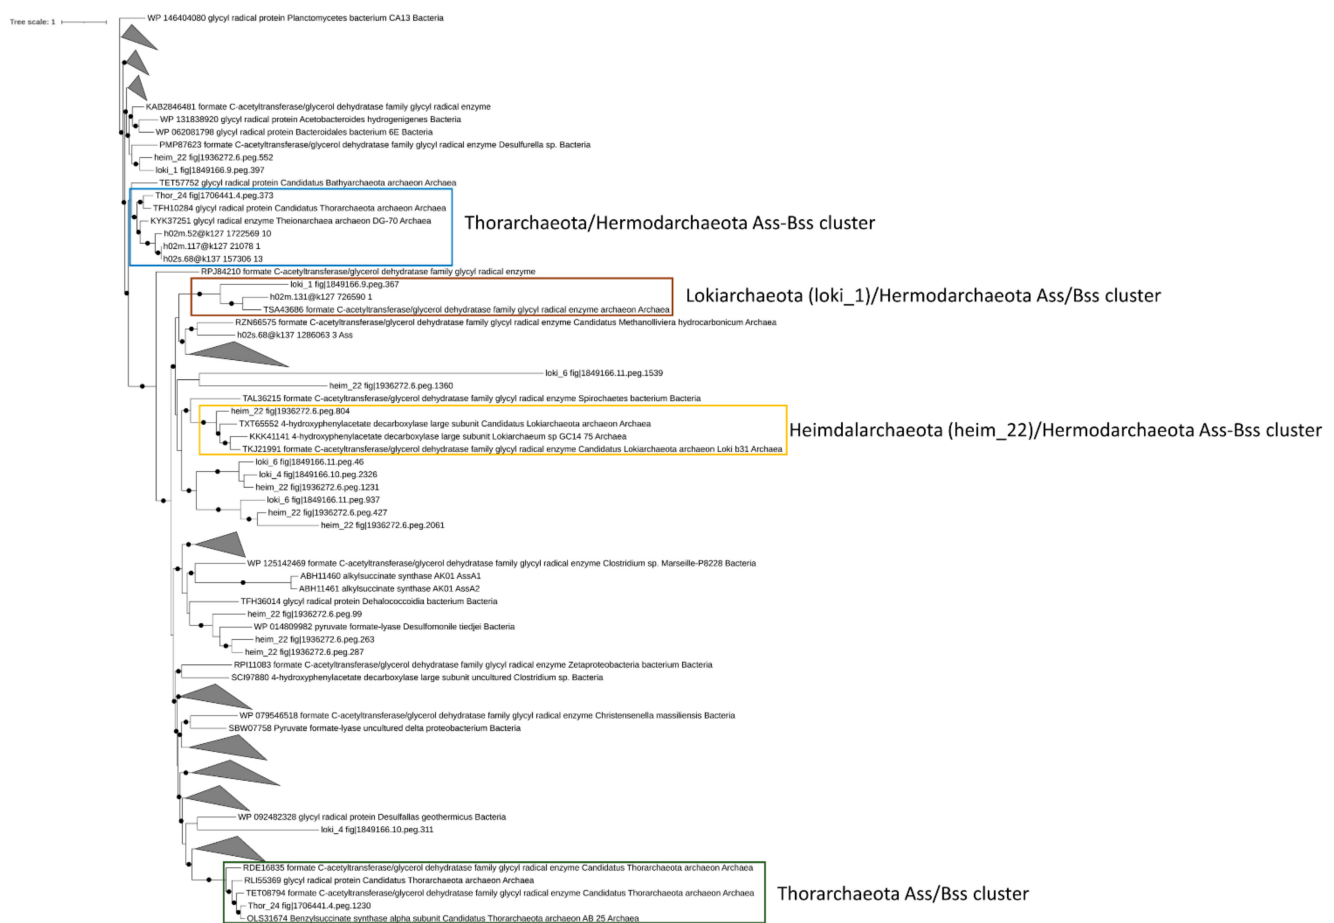 Tree scale: 1
WP 146404080 glycyl radical protein Planctomycetes bacterium CA13 Bacteria
KAB2846481 formate C-acetyltransferase/glycerol dehydratase family glycyl radical enzyme
WP 131838920 glycyl radical protein Acetobacteroides hydrogenigenes Bacteria
WP 062081798 glycyl radical protein Bacteroidales bacterium 6E Bacteria
PMP87623 formate C-acetyltransferase/glycerol dehydratase family glycyl radical enzyme Desulfurella sp. Bacteria
heim_22 fig|1936272.6.peg.552
loki_1 fig|1849166.9.peg.397
TET57752 glycyl radical protein Candidatus Bathyarchaeota archaeon Archaea
Thor_24 fig|1706441.4.peg.373
TFH10284 glycyl radical protein Candidatus Thorarchaeota archaeon Archaea
KYK37251 glycyl radical enzyme Theionarchaea archaeon DG-70 Archaea
Thorarchaeota/Hermodarchaeota Ass-Bss cluster
h02m.52@k127 1722569 10
h02m.117@k127 21078 1
h02s.68@k137 157306 13
RPJ84210 formate C-acetyltransferase/glycerol dehydratase family glycyl radical enzyme
loki_1 fig|1849166.9.peg.367
h02m.131@k127 726590 1
Lokiarchaeota (loki_1)/Hermodarchaeota Ass/Bss cluster
TSA43686 formate C-acetyltransferase/glycerol dehydratase family glycyl radical enzyme archaeon Archaea
RZN66575 formate C-acetyltransferase/glycerol dehydratase family glycyl radical enzyme Candidatus Methanolliviera hydrocarbonicum Archaea
h02s.68@k137 1286063 3 Ass
loki_6 fig|1849166.11.peg.1539
heim_22 fig|1936272.6.peg.1360
TAL36215 formate C-acetyltransferase/glycerol dehydratase family glycyl radical enzyme Spirochaetes bacterium Bacteria
heim_22 fig|1936272.6.peg.804
TXT65552 4-hydroxyphenylacetate decarboxylase large subunit Candidatus Lokiarchaeota archaeon Archaea
Heimdalarchaeota (heim_22)/Hermodarchaeota Ass-Bss cluster
KKK41141 4-hydroxyphenylacetate decarboxylase large subunit Lokiarchaeum sp GC14 75 Archaea
TKJ21991 formate C-acetyltransferase/glycerol dehydratase family glycyl radical enzyme Candidatus Lokiarchaeota archaeon Loki b31 Archaea
loki_6 fig|1849166.11.peg.46
loki_4 fig|1849166.10.peg.2326
heim_22 fig|1936272.6.peg.1231
loki_6 fig|1849166.11.peg.937
heim_22 fig|1936272.6.peg.427
heim_22 fig|1936272.6.peg.2061
WP 125142469 formate C-acetyltransferase/glycerol dehydratase family glycyl radical enzyme Clostridium sp. Marseille-P8228 Bacteria
ABH11460 alkylsuccinate synthase AK01 AssA1
ABH11461 alkylsuccinate synthase AK01 AssA2
TFH36014 glycyl radical protein Dehalococcoidia bacterium Bacteria
heim_22 fig|1936272.6.peg.99
WP 014809982 pyruvate formate-lyase Desulfomonile tiedjei Bacteria
heim_22 fig|1936272.6.peg.263
heim_22 fig|1936272.6.peg.287
RPI11083 formate C-acetyltransferase/glycerol dehydratase family glycyl radical enzyme Zetaproteobacteria bacterium Bacteria
SCI97880 4-hydroxyphenylacetate decarboxylase large subunit uncultured Clostridium sp. Bacteria
WP 079546518 formate C-acetyltransferase/glycerol dehydratase family glycyl radical enzyme Christensenella massiliensis Bacteria
SBW07758 Pyruvate formate-lyase uncultured delta proteobacterium Bacteria
WP 092482328 glycyl radical protein Desulfallas geothermicus Bacteria
loki_4 fig|1849166.10.peg.311
RDE16835 formate C-acetyltransferase/glycerol dehydratase family glycyl radical enzyme Candidatus Thorarchaeota archaeon Archaea
RLI55369 glycyl radical protein Candidatus Thorarchaeota archaeon Archaea
TET08794 formate C-acetyltransferase/glycerol dehydratase family glycyl radical enzyme Candidatus Thorarchaeota archaeon Archaea
Thorarchaeota Ass/Bss cluster
Thor_24 fig|1706441.4.peg.1230
OLS31674 Benzylsuccinate synthase alpha subunit Candidatus Thorarchaeota archaeon AB 25 Archaea